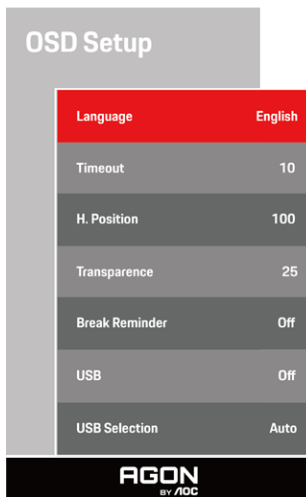 OSD Setup
Language English
Timeout 10
H. Position 100
Transparence 25
Break Reminder Off
USB Off
USB Selection Auto
AGON
BY AOC